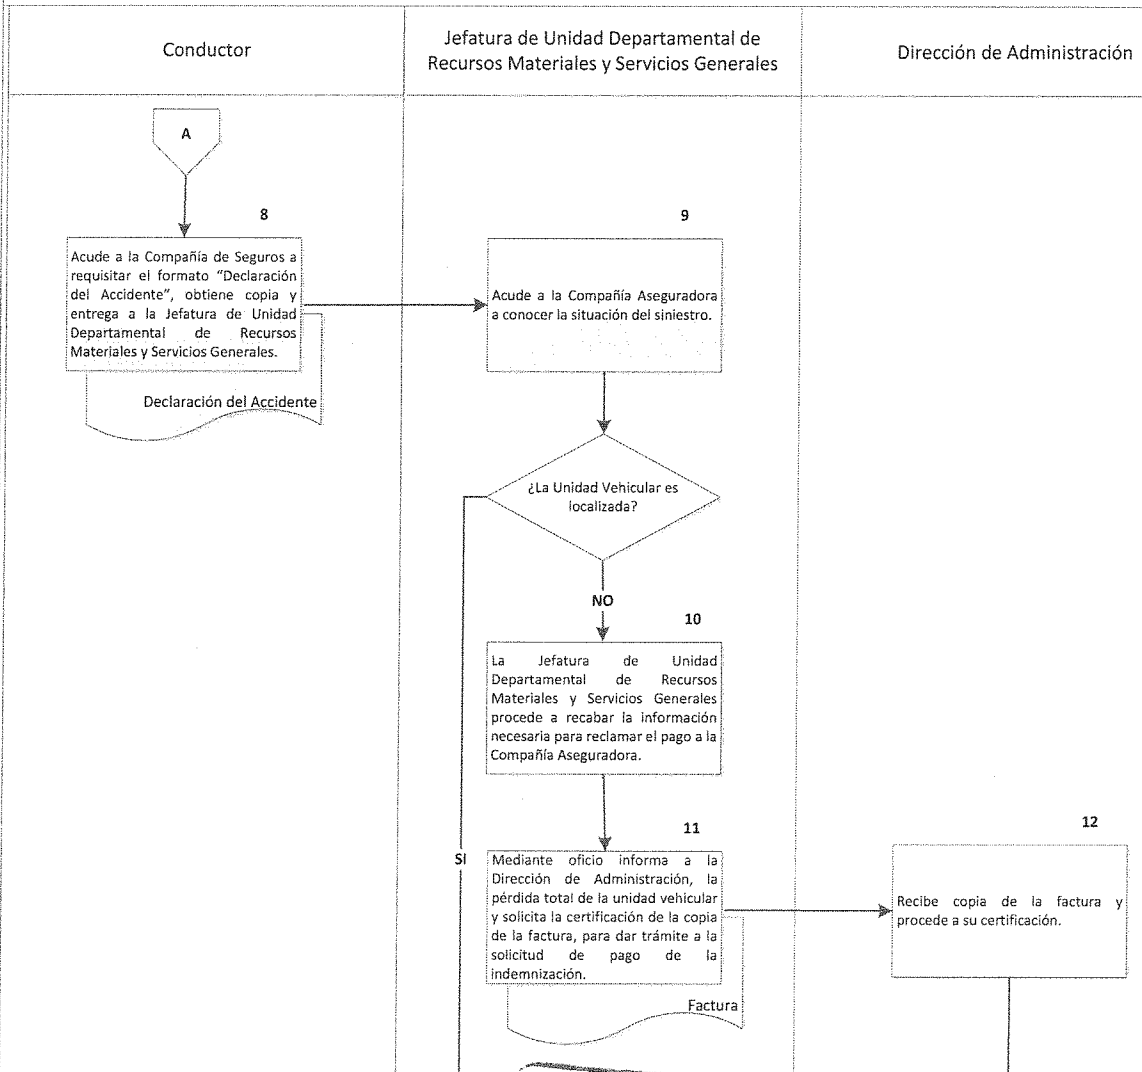 Conductor
Jefatura de Unidad Departamental de
Recursos Materiales y Servicios Generales
Dirección de Administración
A
8
Acude a la Compañía de Seguros a
requisitar el formato "Declaración
del Accidente", obtiene copia y
entrega a la Jefatura de Unidad
Departamental de Recursos
Materiales y Servicios Generales.
Declaración del Accidente
9
Acude a la Compañía Aseguradora
a conocer la situación del siniestro.
¿La Unidad Vehicular es
localizada?
NO
10
La Jefatura de Unidad
Departamental de Recursos
Materiales y Servicios Generales
procede a recabar la información
necesaria para reclamar el pago a la
Compañía Aseguradora.
SI
11
Mediante oficio informa a la
Dirección de Administración, la
pérdida total de la unidad vehicular
y solicita la certificación de la copia
de la factura, para dar trámite a la
solicitud de pago de la
indemnización.
Factura
12
Recibe copia de la factura y
procede a su certificación.